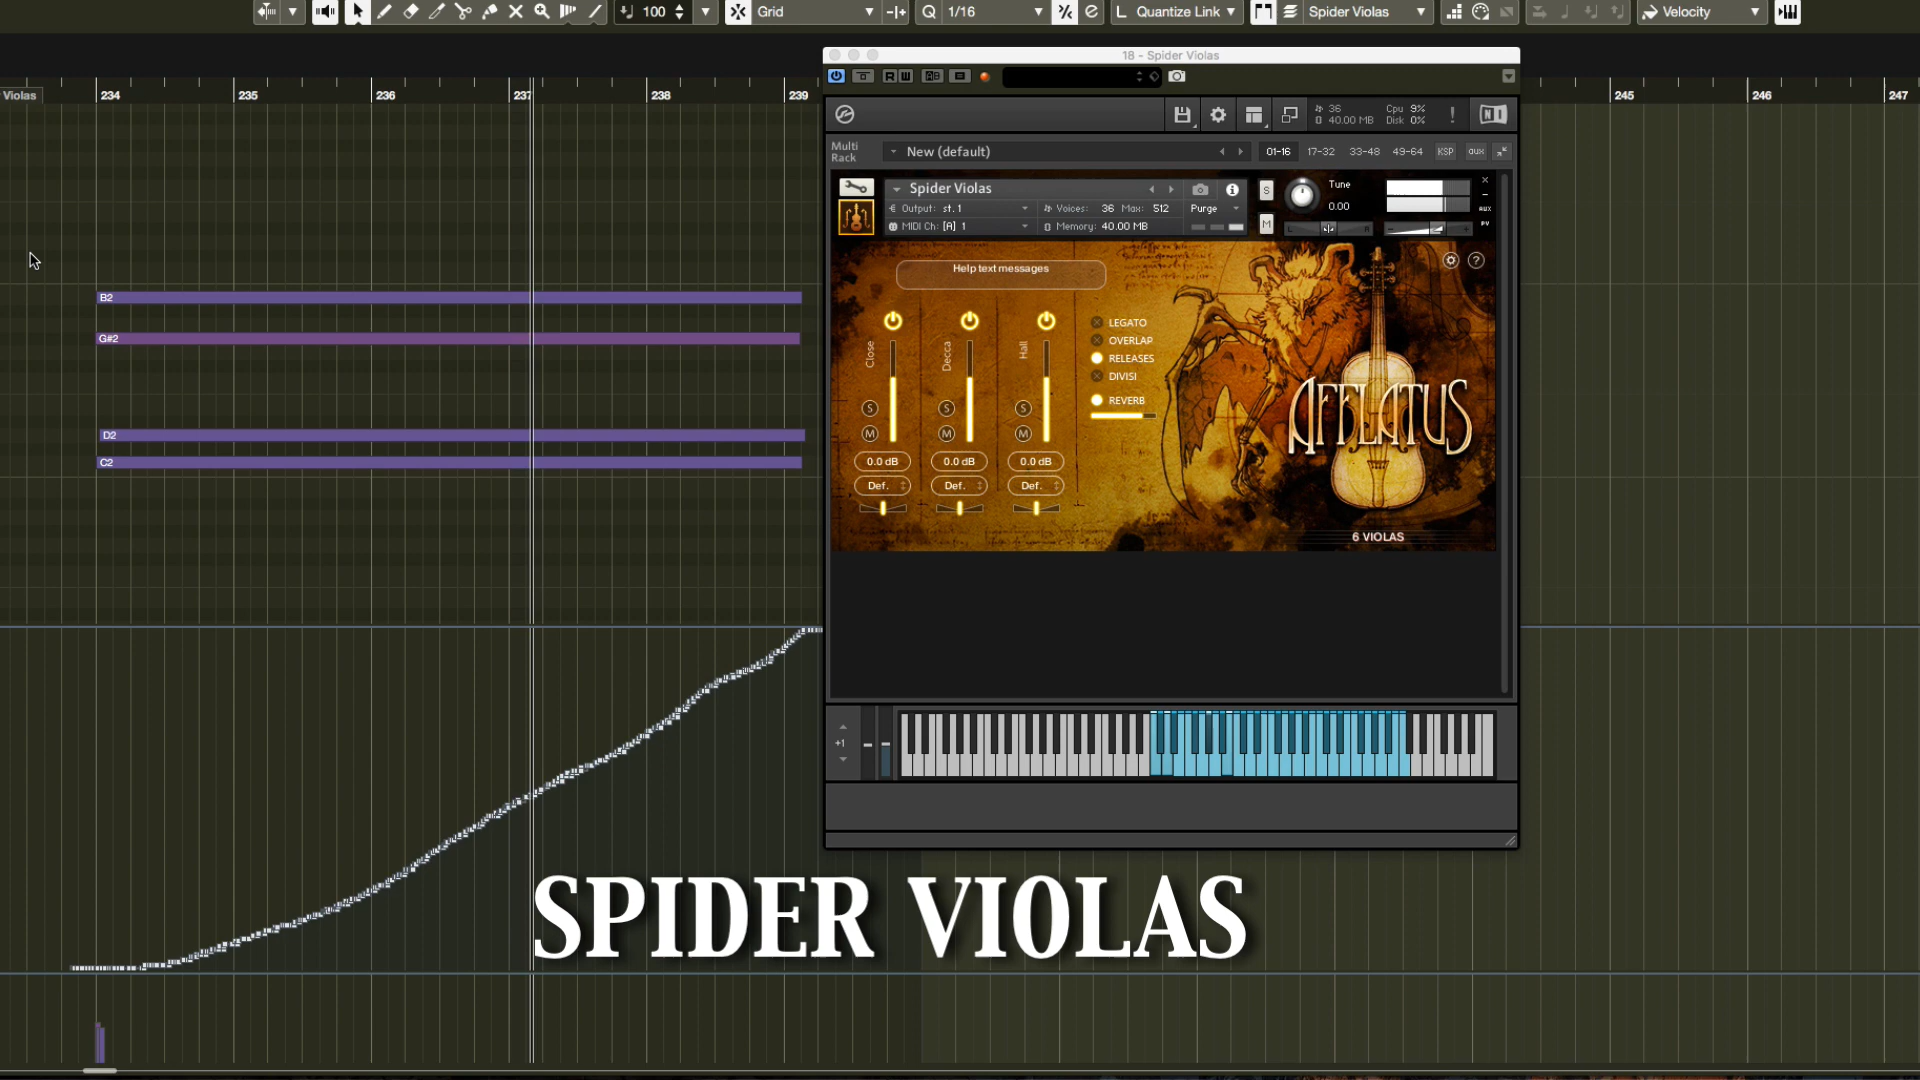 100 Grid Q 1/16 L Quantize Link Spider Violas Velocity
18 - Spider Violas
Violas 234 235 236 237 238 239 245 246 247
36 Cpu 9%
40.00 MB Disk 0%
Multi
Rack
New (default) 01-16 17-32 33-48 49-64 KSP aux
Spider Violas
S Tune
Output: st.1 Voices: 36 Max: 512 Purge 0.00 AUX
MIDI Ch: [A] 1 Memory: 40.00 MB M L R PV
Help text messages
B2
G#2
D2
C2
Close Decca Hall
LEGATO
OVERLAP
RELEASES
DIVISI
REVERB
S S S
M M M
0.0 dB 0.0 dB 0.0 dB
Def. Def. Def.
AFFLATUS
6 VIOLAS
+1
SPIDER VIOLAS